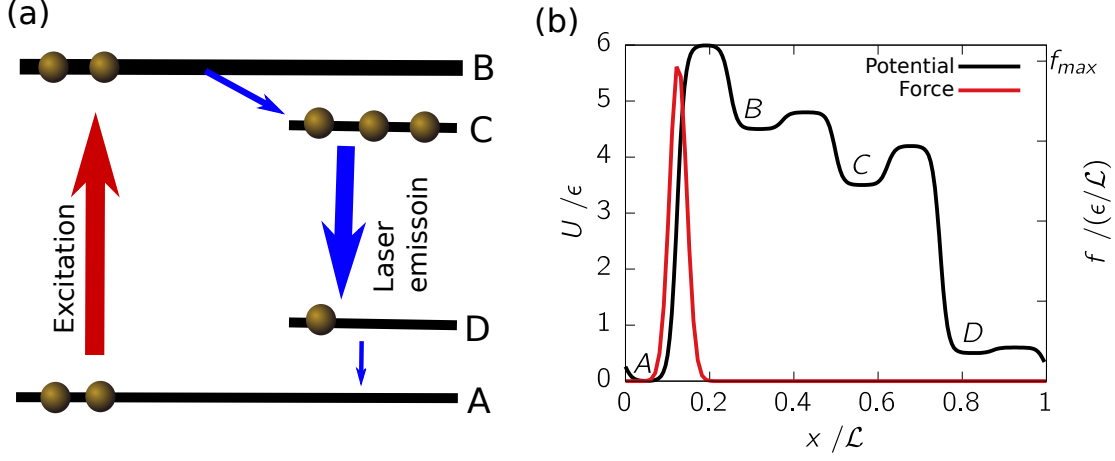 (a)
B
C
Excitation
Laser
emissoin
D
A
(b)
f_max
Potential
Force
6
5
4
3
2
1
0
U / ϵ
A
B
C
D
f / (ϵ/ℒ)
0
0.2
0.4
0.6
0.8
1
x / ℒ